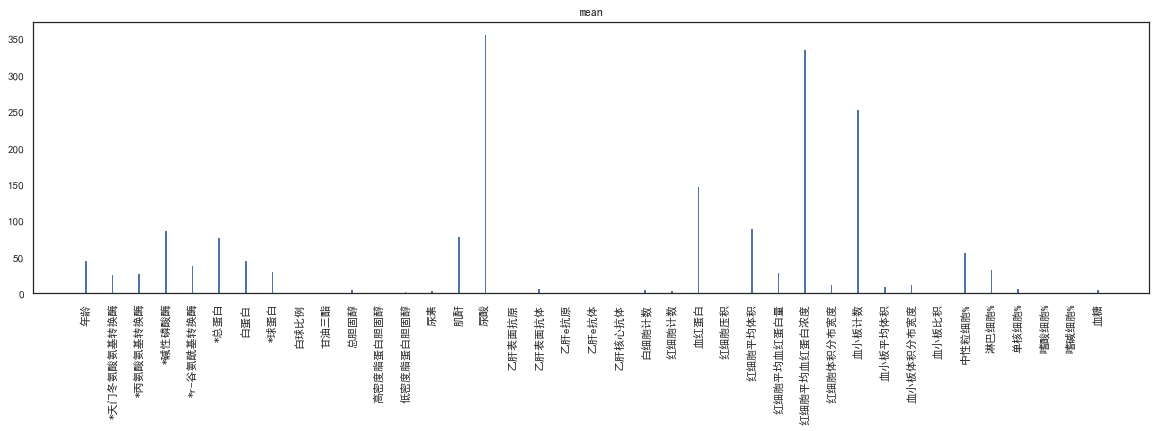 mean
350
300
250
200
150
100
50
0
年龄
*天门冬氨酸氨基转换酶
*丙氨酸氨基转换酶
*碱性磷酸酶
*r-谷氨酰基转换酶
*总蛋白
白蛋白
*球蛋白
白球比例
甘油三酯
总胆固醇
高密度脂蛋白胆固醇
低密度脂蛋白胆固醇
尿素
肌酐
尿酸
乙肝表面抗原
乙肝表面抗体
乙肝e抗原
乙肝e抗体
乙肝核心抗体
白细胞计数
红细胞计数
血红蛋白
红细胞压积
红细胞平均体积
红细胞平均血红蛋白量
红细胞平均血红蛋白浓度
红细胞体积分布宽度
血小板计数
血小板平均体积
血小板体积分布宽度
血小板比积
中性粒细胞%
淋巴细胞%
单核细胞%
嗜酸细胞%
嗜碱细胞%
血糖